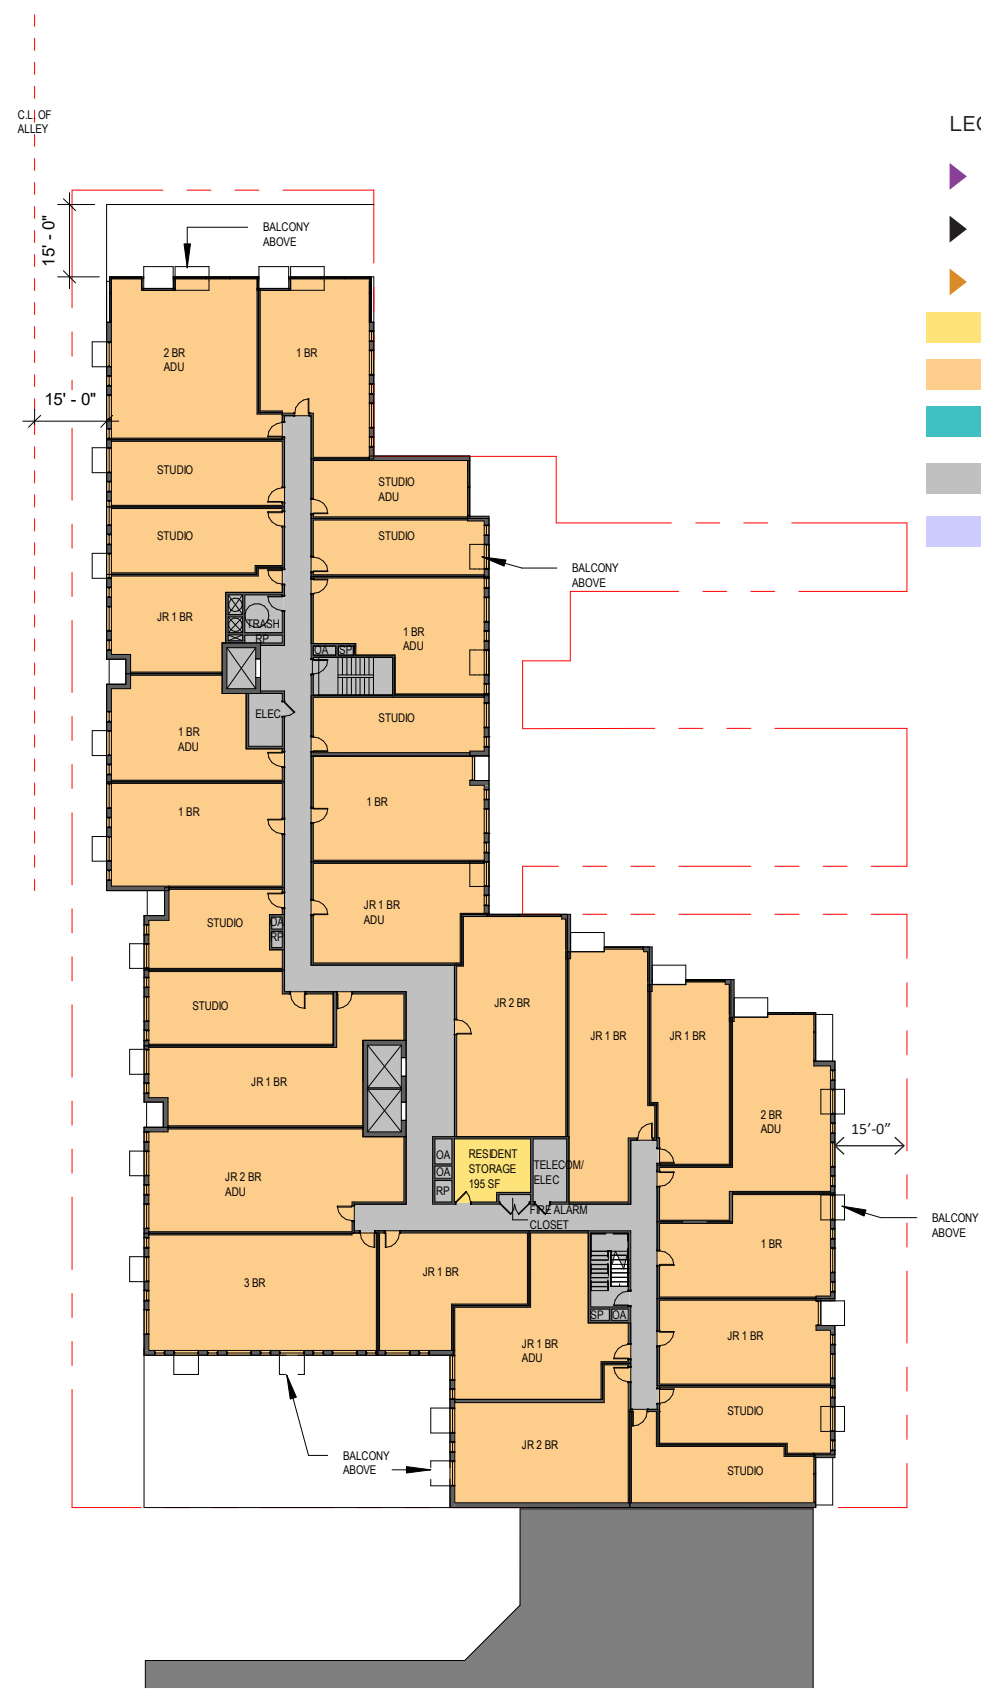 C.L. OF
ALLEY
LEG
15' - 0"
BALCONY
ABOVE
2 BR
ADU
1 BR
15' - 0"
STUDIO
STUDIO
ADU
STUDIO
STUDIO
BALCONY
ABOVE
JR 1 BR
TRASH
RP
1 BR
ADU
OA
SP
ELEC
STUDIO
1 BR
ADU
1 BR
1 BR
JR 1 BR
ADU
STUDIO
OA
RP
STUDIO
JR 2 BR
JR 1 BR
JR 1 BR
JR 1 BR
2 BR
ADU
15'-0"
OA
OA
RP
RESIDENT
STORAGE
195 SF
TELECOM/
ELEC
JR 2 BR
ADU
FIRE ALARM
CLOSET
BALCONY
ABOVE
1 BR
3 BR
JR 1 BR
SP
OA
JR 1 BR
ADU
JR 1 BR
STUDIO
JR 2 BR
BALCONY
ABOVE
STUDIO